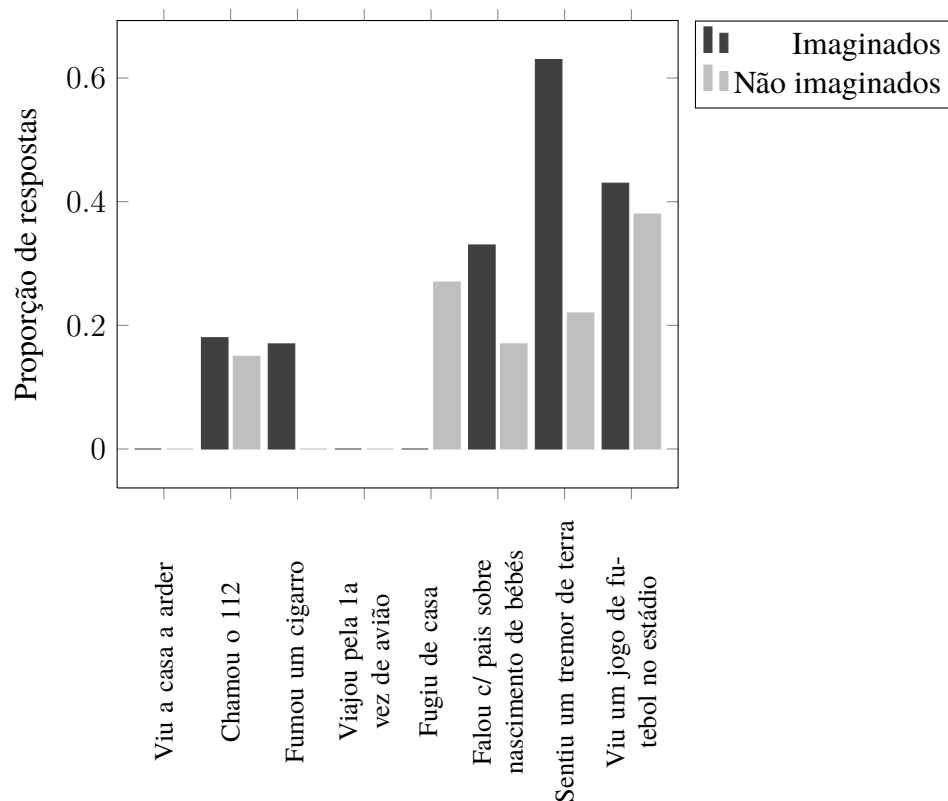 Imaginados
Não imaginados
Proporção de respostas
0.6
0.4
0.2
0
Viu a casa a arder
Chamou o 112
Fumou um cigarro
Viajou pela 1a
vez de avião
Fugiu de casa
Falou c/ pais sobre
nascimento de bébés
Sentiu um tremor de terra
Viu um jogo de fu-
tebol no estádio